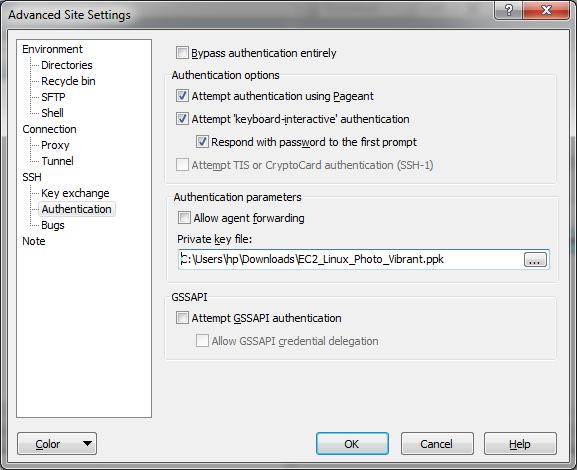 Advanced Site Settings
Environment
Directories
Recycle bin
SFTP
Shell
Connection
Proxy
Tunnel
SSH
Key exchange
Authentication
Bugs
Note
Bypass authentication entirely
Authentication options
Attempt authentication using Pageant
Attempt 'keyboard-interactive' authentication
Respond with password to the first prompt
Attempt TIS or CryptoCard authentication (SSH-1)
Authentication parameters
Allow agent forwarding
Private key file:
C:\Users\hp\Downloads\EC2_Linux_Photo_Vibrant.ppk
...
GSSAPI
Attempt GSSAPI authentication
Allow GSSAPI credential delegation
Color
OK
Cancel
Help